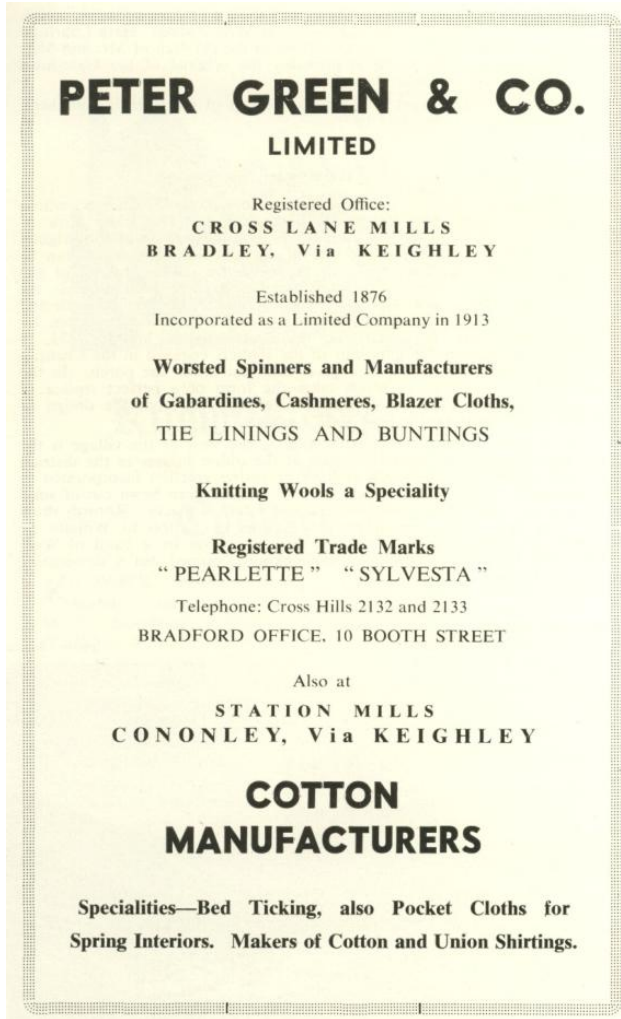 PETER GREEN & CO.
LIMITED
Registered Office:
CROSS LANE MILLS
BRADLEY, Via KEIGHLEY
Established 1876
Incorporated as a Limited Company in 1913
Worsted Spinners and Manufacturers
of Gabardines, Cashmeres, Blazer Cloths,
TIE LININGS AND BUNTINGS
Knitting Wools a Speciality
Registered Trade Marks
“ PEARLETTE ” “ SYLVESTA ”
Telephone: Cross Hills 2132 and 2133
BRADFORD OFFICE, 10 BOOTH STREET
Also at
STATION MILLS
CONONLEY, Via KEIGHLEY
COTTON
MANUFACTURERS
Specialities—Bed Ticking, also Pocket Cloths for
Spring Interiors. Makers of Cotton and Union Shirtings.